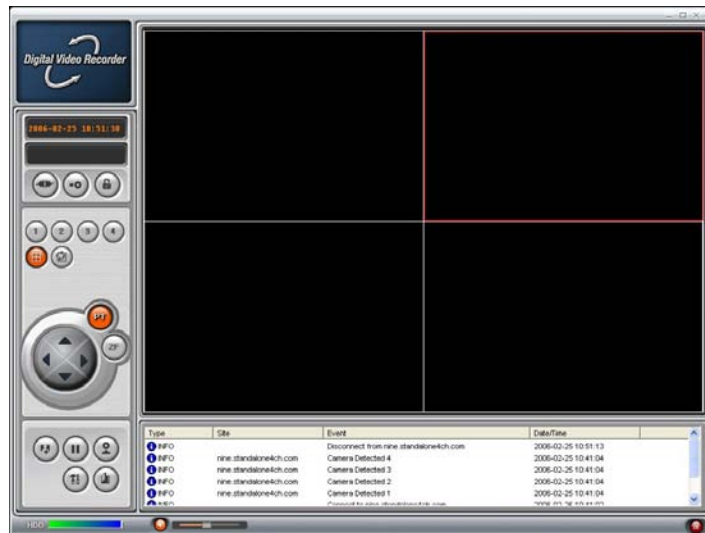 Digital Video Recorder
2006-02-25 10:51:30
1 2 3 4
PT
ZF
Type Site Event Date/Time
INFO Disconnect from nine.standalone4ch.com 2006-02-25 10:51:13
INFO nine.standalone4ch.com Camera Detected 4 2006-02-25 10:41:04
INFO nine.standalone4ch.com Camera Detected 3 2006-02-25 10:41:04
INFO nine.standalone4ch.com Camera Detected 2 2006-02-25 10:41:04
INFO nine.standalone4ch.com Camera Detected 1 2006-02-25 10:41:04
HDD